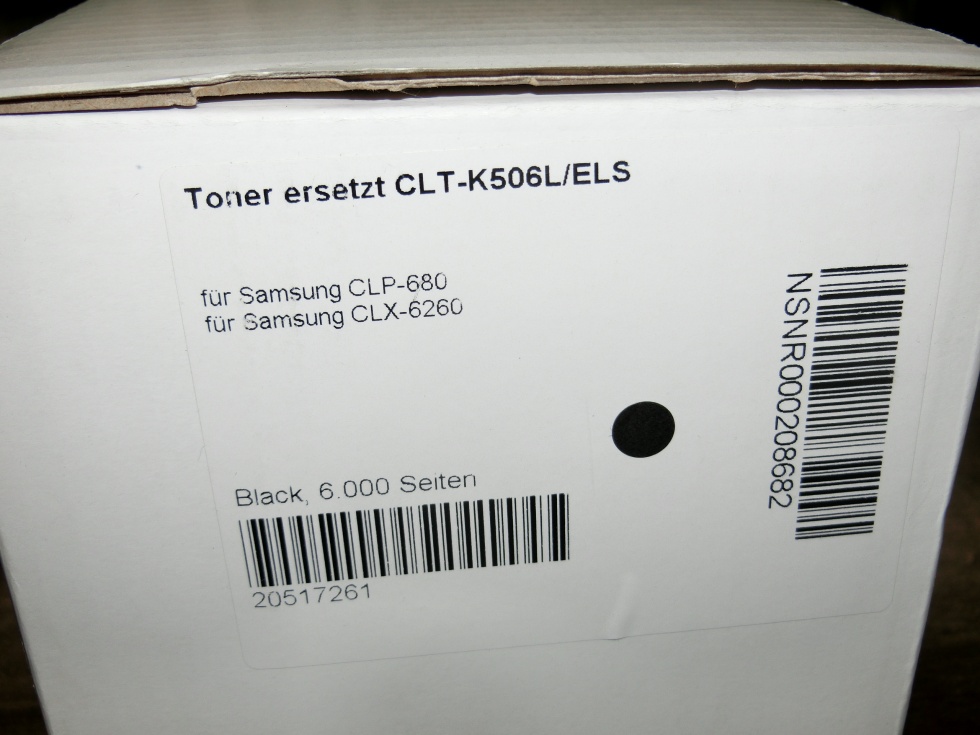 Toner ersetzt CLT-K506L/ELS
für Samsung CLP-680
für Samsung CLX-6260
Black, 6.000 Seiten
20517261
NSNR000208682